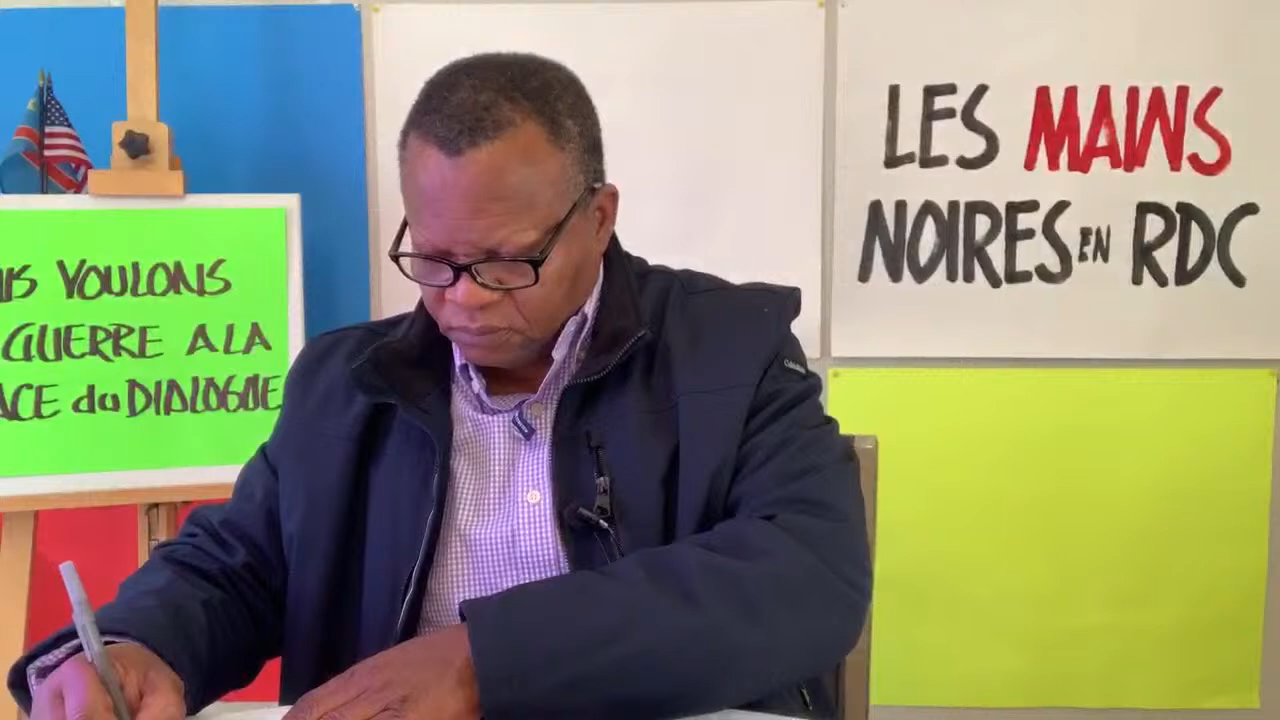 LES MAINS
NOIRES EN RDC
VOULONS
GUERRE A LA
du DIALOGUE